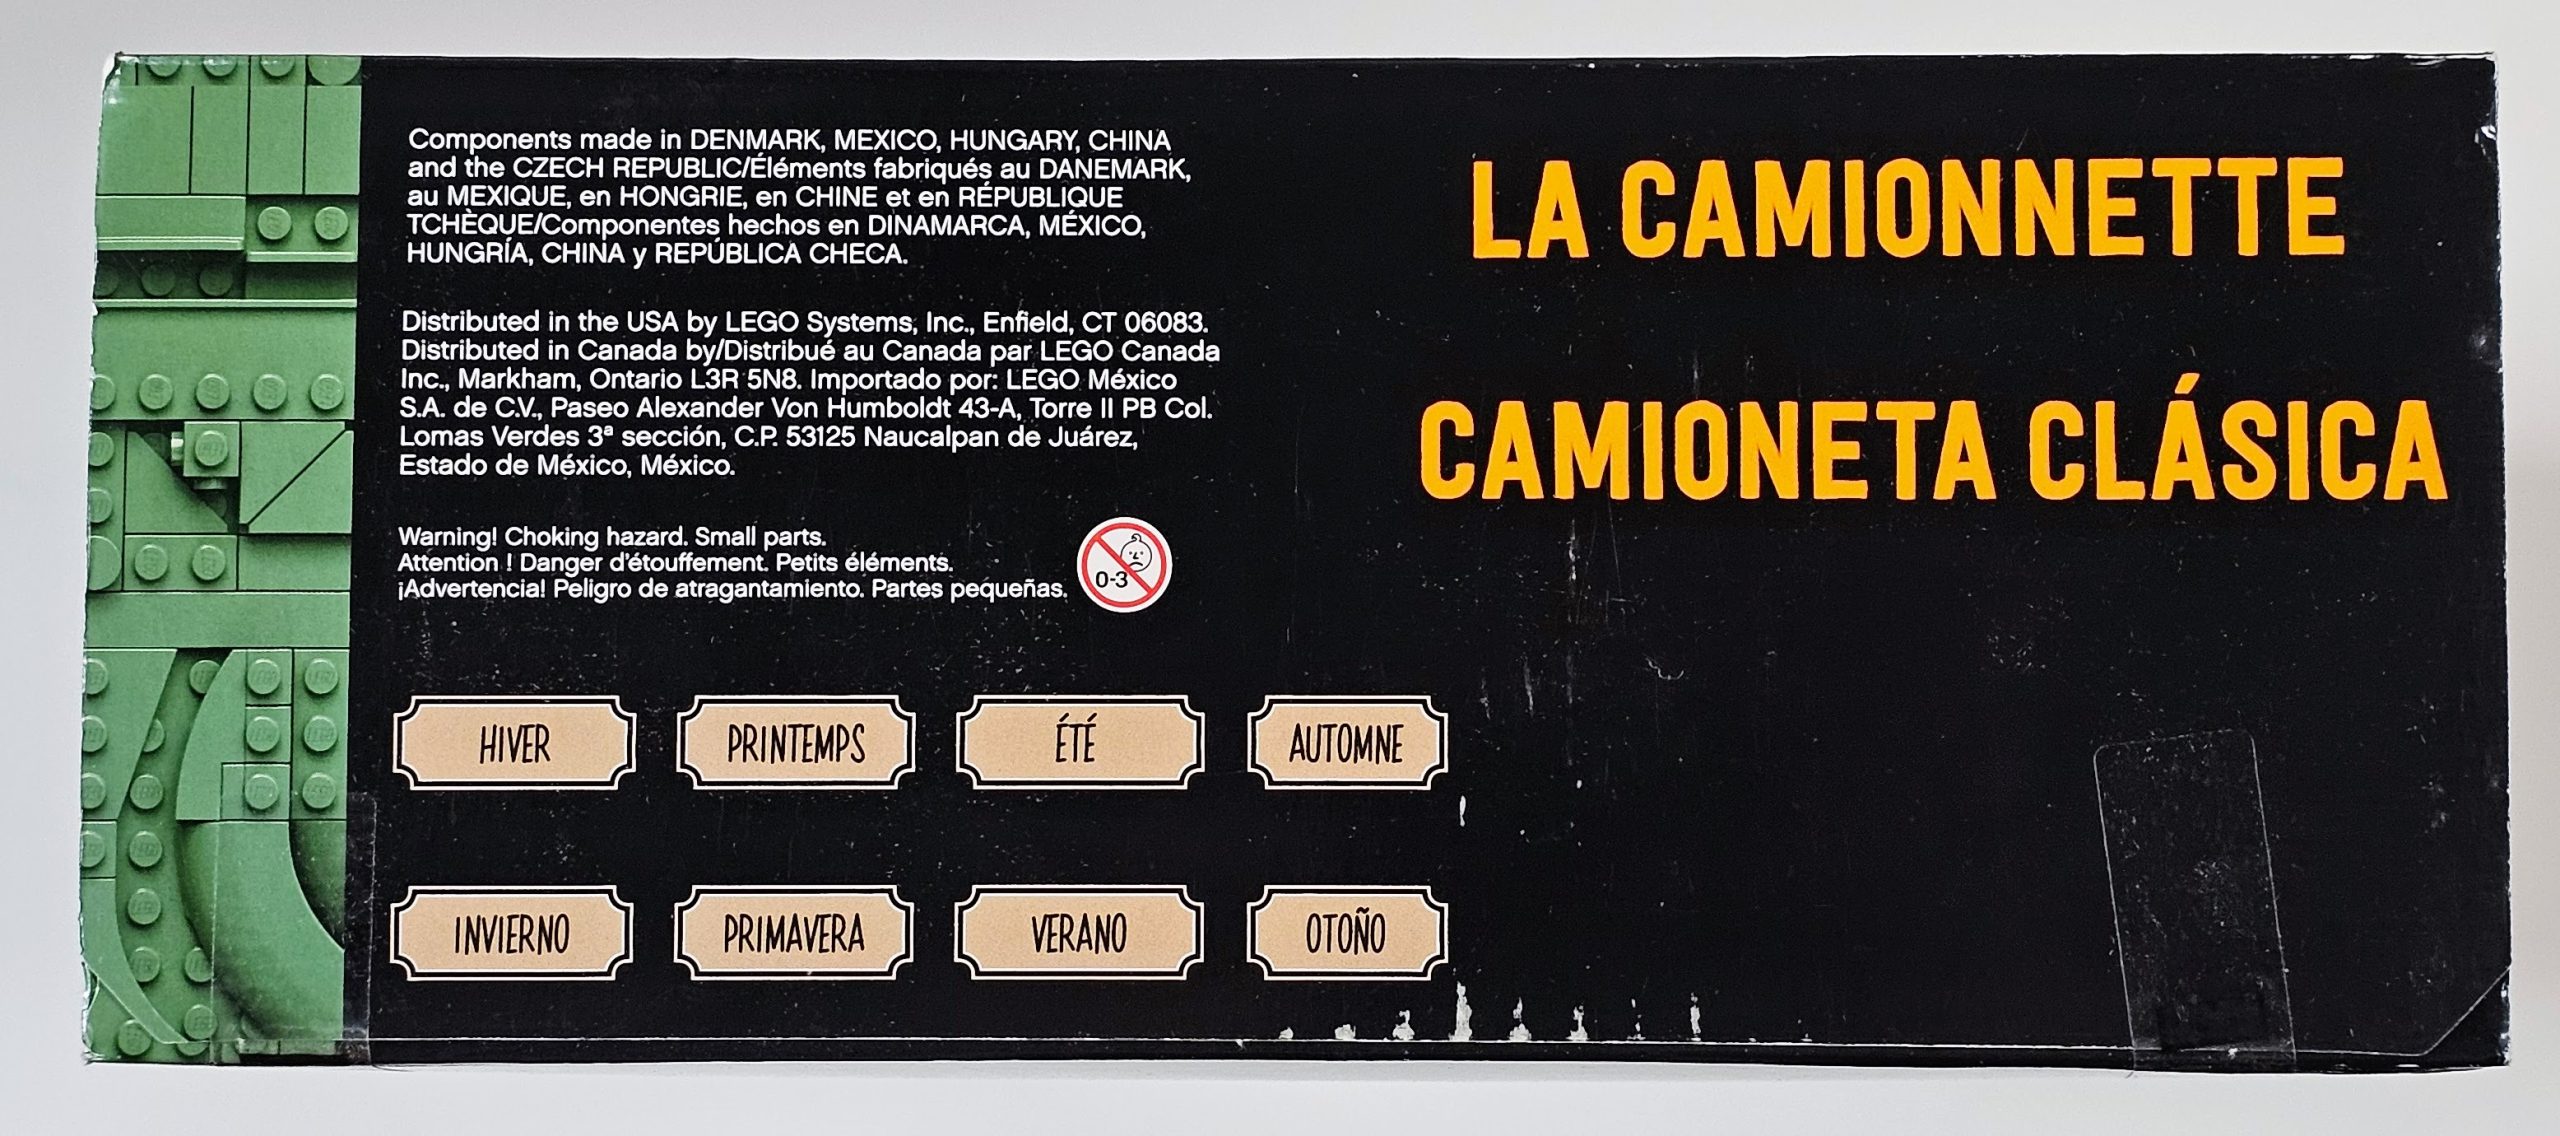 Components made in DENMARK, MEXICO, HUNGARY, CHINA
and the CZECH REPUBLIC/Éléments fabriqués au DANEMARK,
au MEXIQUE, en HONGRIE, en CHINE et en RÉPUBLIQUE
TCHÈQUE/Componentes hechos en DINAMARCA, MÉXICO,
HUNGRÍA, CHINA y REPÚBLICA CHECA.
Distributed in the USA by LEGO Systems, Inc., Enfield, CT 06083.
Distributed in Canada by/Distribué au Canada par LEGO Canada
Inc., Markham, Ontario L3R 5N8. Importado por: LEGO México
S.A. de C.V., Paseo Alexander Von Humboldt 43-A, Torre II PB Col.
Lomas Verdes 3ª sección, C.P. 53125 Naucalpan de Juárez,
Estado de México, México.
Warning! Choking hazard. Small parts.
Attention ! Danger d'étouffement. Petits éléments.
¡Advertencia! Peligro de atragantamiento. Partes pequeñas.
0-3
LA CAMIONNETTE
CAMIONETA CLÁSICA
HIVER PRINTEMPS ÉTÉ AUTOMNE
INVIERNO PRIMAVERA VERANO OTOÑO